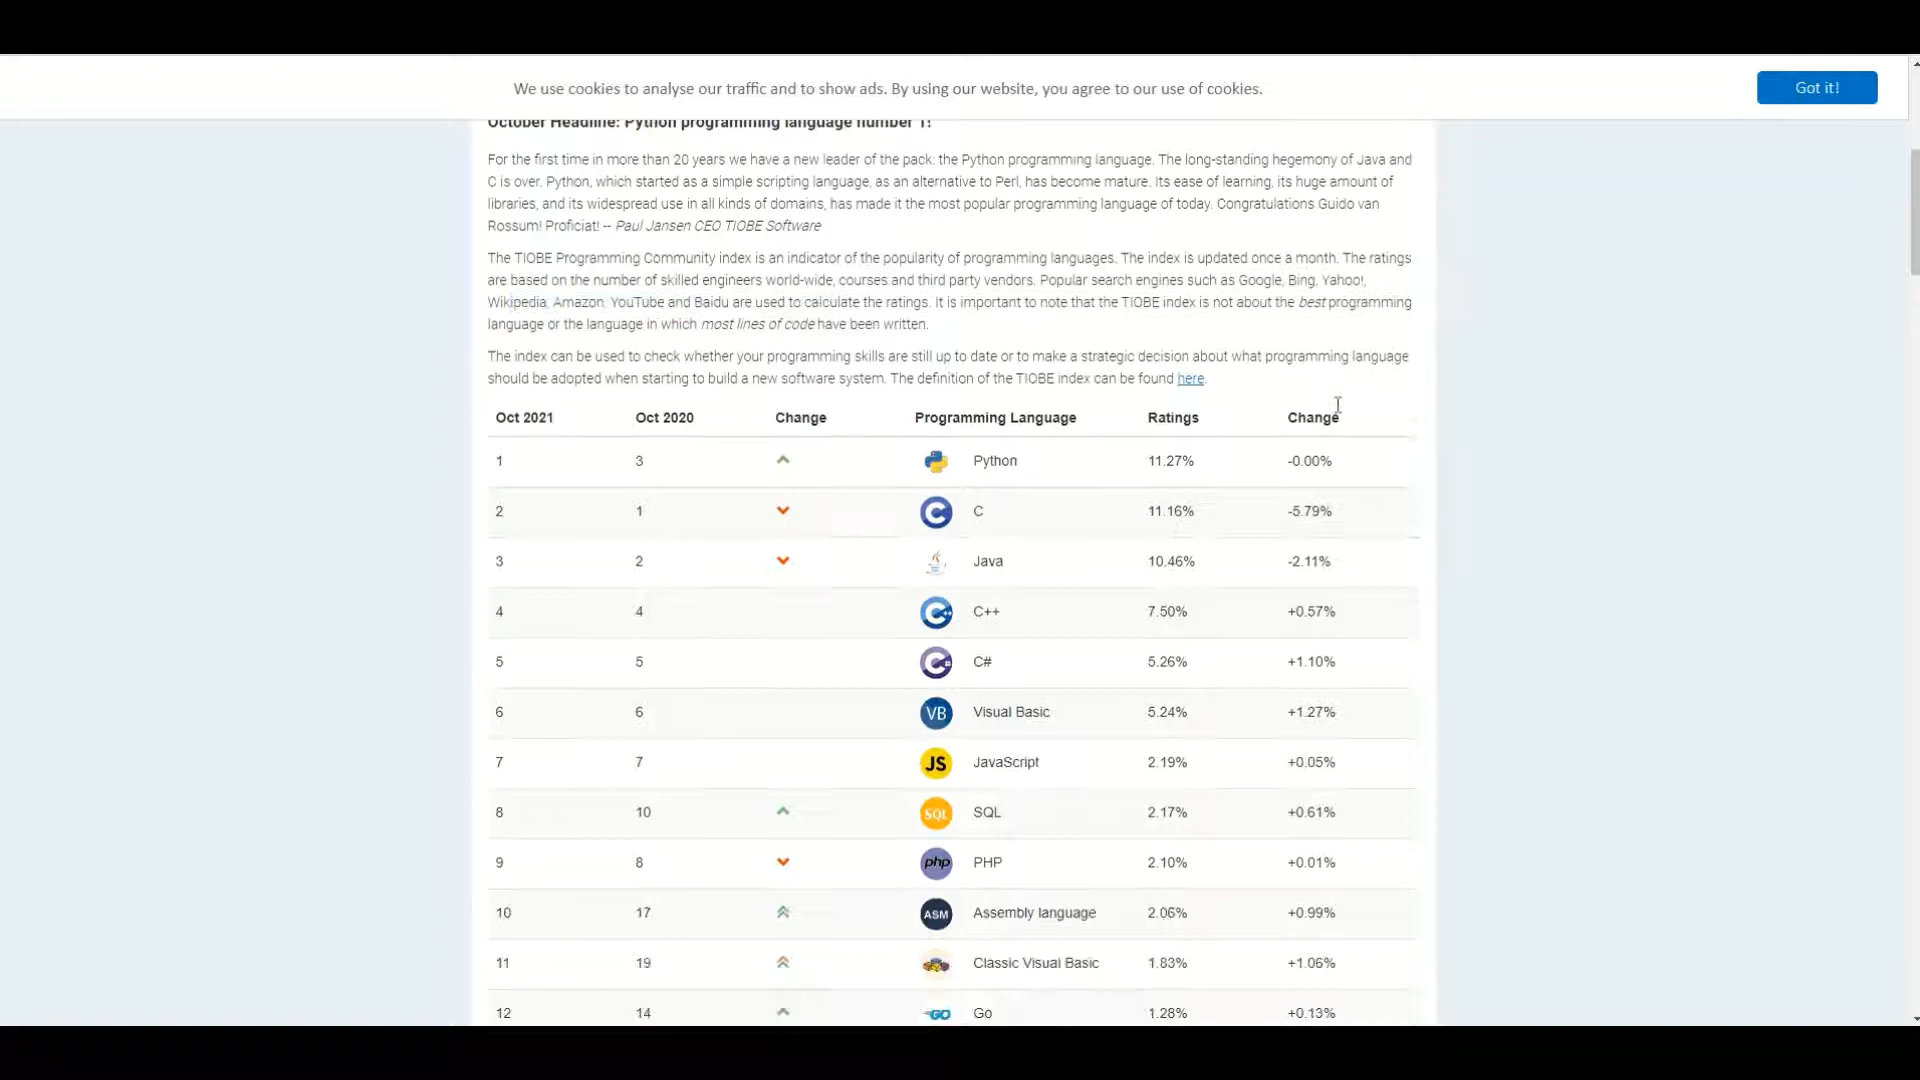 We use cookies to analyse our traffic and to show ads. By using our website, you agree to our use of cookies.
Got it!
October Headline: Python programming language number 1!
For the first time in more than 20 years we have a new leader of the pack: the Python programming language. The long-standing hegemony of Java and
C is over. Python, which started as a simple scripting language, as an alternative to Perl, has become mature. Its ease of learning, its huge amount of
libraries, and its widespread use in all kinds of domains, has made it the most popular programming language of today. Congratulations Guido van
Rossum! Proficiat! -- Paul Jansen CEO TIOBE Software
The TIOBE Programming Community index is an indicator of the popularity of programming languages. The index is updated once a month. The ratings
are based on the number of skilled engineers world-wide, courses and third party vendors. Popular search engines such as Google, Bing, Yahoo!,
Wikipedia, Amazon, YouTube and Baidu are used to calculate the ratings. It is important to note that the TIOBE index is not about the best programming
language or the language in which most lines of code have been written.
The index can be used to check whether your programming skills are still up to date or to make a strategic decision about what programming language
should be adopted when starting to build a new software system. The definition of the TIOBE index can be found here.
Oct 2021 Oct 2020 Change Programming Language Ratings Change
1 3 Python 11.27% -0.00%
2 1 C C 11.16% -5.79%
3 2 Java 10.46% -2.11%
4 4 C++ C++ 7.50% +0.57%
5 5 C# C# 5.26% +1.10%
6 6 VB Visual Basic 5.24% +1.27%
7 7 JS JavaScript 2.19% +0.05%
8 10 SQL SQL 2.17% +0.61%
9 8 php PHP 2.10% +0.01%
10 17 ASM Assembly language 2.06% +0.99%
11 19 Classic Visual Basic 1.83% +1.06%
12 14 GO Go 1.28% +0.13%